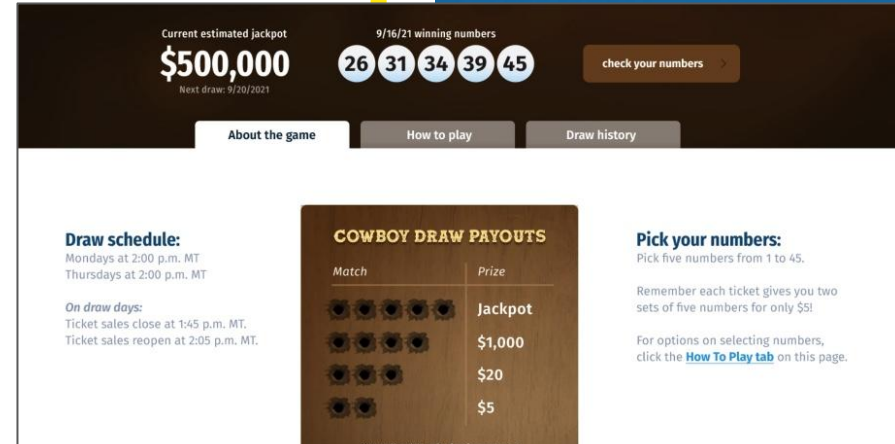 Current estimated jackpot
$500,000
Next draw: 9/20/2021
9/16/21 winning numbers
26 31 34 39 45
check your numbers
About the game
How to play
Draw history
Draw schedule:
Mondays at 2:00 p.m. MT
Thursdays at 2:00 p.m. MT
On draw days:
Ticket sales close at 1:45 p.m. MT.
Ticket sales reopen at 2:05 p.m. MT.
COWBOY DRAW PAYOUTS
Match Prize
Jackpot
$1,000
$20
$5
Pick your numbers:
Pick five numbers from 1 to 45.
Remember each ticket gives you two
sets of five numbers for only $5!
For options on selecting numbers,
click the How To Play tab on this page.